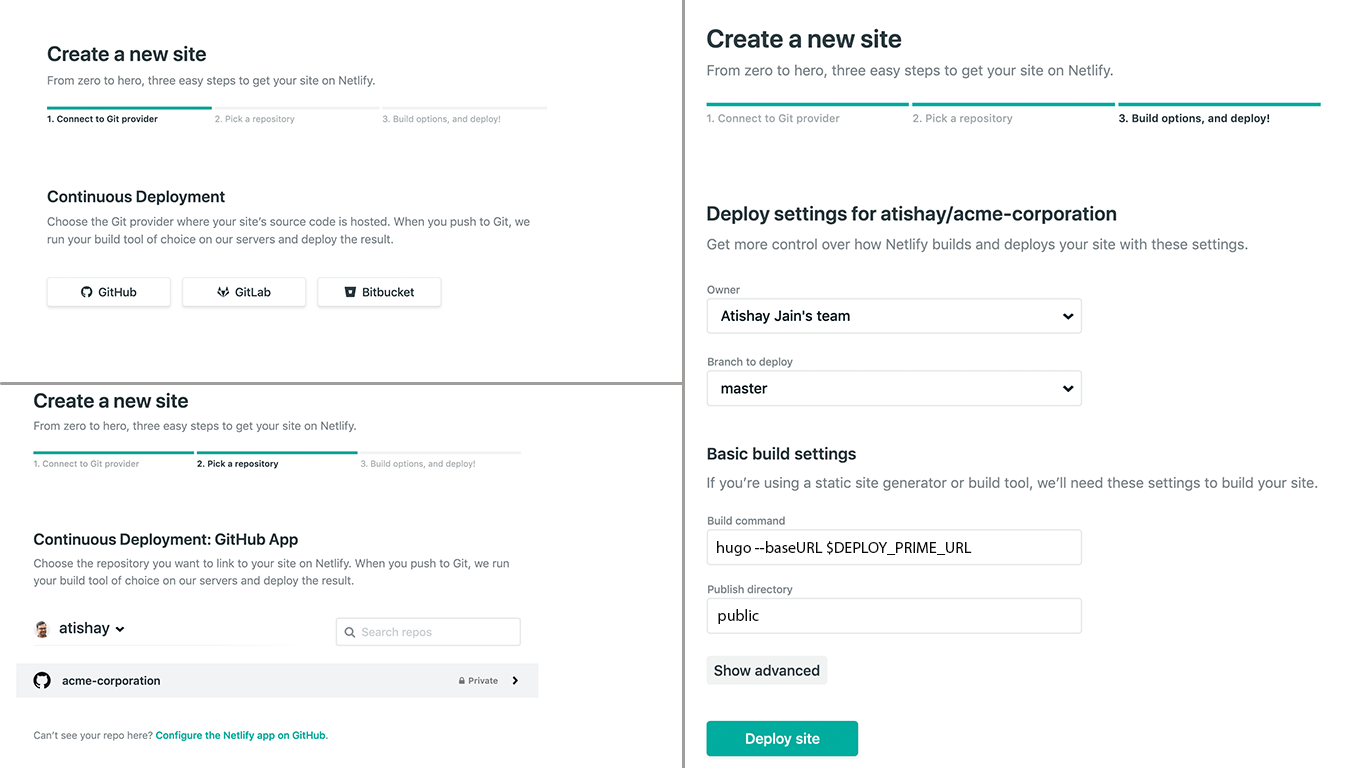 Create a new site
From zero to hero, three easy steps to get your site on Netlify.
1. Connect to Git provider
2. Pick a repository
3. Build options, and deploy!
Continuous Deployment
Choose the Git provider where your site's source code is hosted. When you push to Git, we
run your build tool of choice on our servers and deploy the result.
GitHub
GitLab
Bitbucket
Create a new site
From zero to hero, three easy steps to get your site on Netlify.
1. Connect to Git provider
2. Pick a repository
3. Build options, and deploy!
Continuous Deployment: GitHub App
Choose the repository you want to link to your site on Netlify. When you push to Git, we run
your build tool of choice on our servers and deploy the result.
atishay
Search repos
acme-corporation
Private
Can't see your repo here? Configure the Netlify app on GitHub.
Create a new site
From zero to hero, three easy steps to get your site on Netlify.
1. Connect to Git provider
2. Pick a repository
3. Build options, and deploy!
Deploy settings for atishay/acme-corporation
Get more control over how Netlify builds and deploys your site with these settings.
Owner
Atishay Jain's team
Branch to deploy
master
Basic build settings
If you're using a static site generator or build tool, we'll need these settings to build your site.
Build command
hugo --baseURL $DEPLOY_PRIME_URL
Publish directory
public
Show advanced
Deploy site